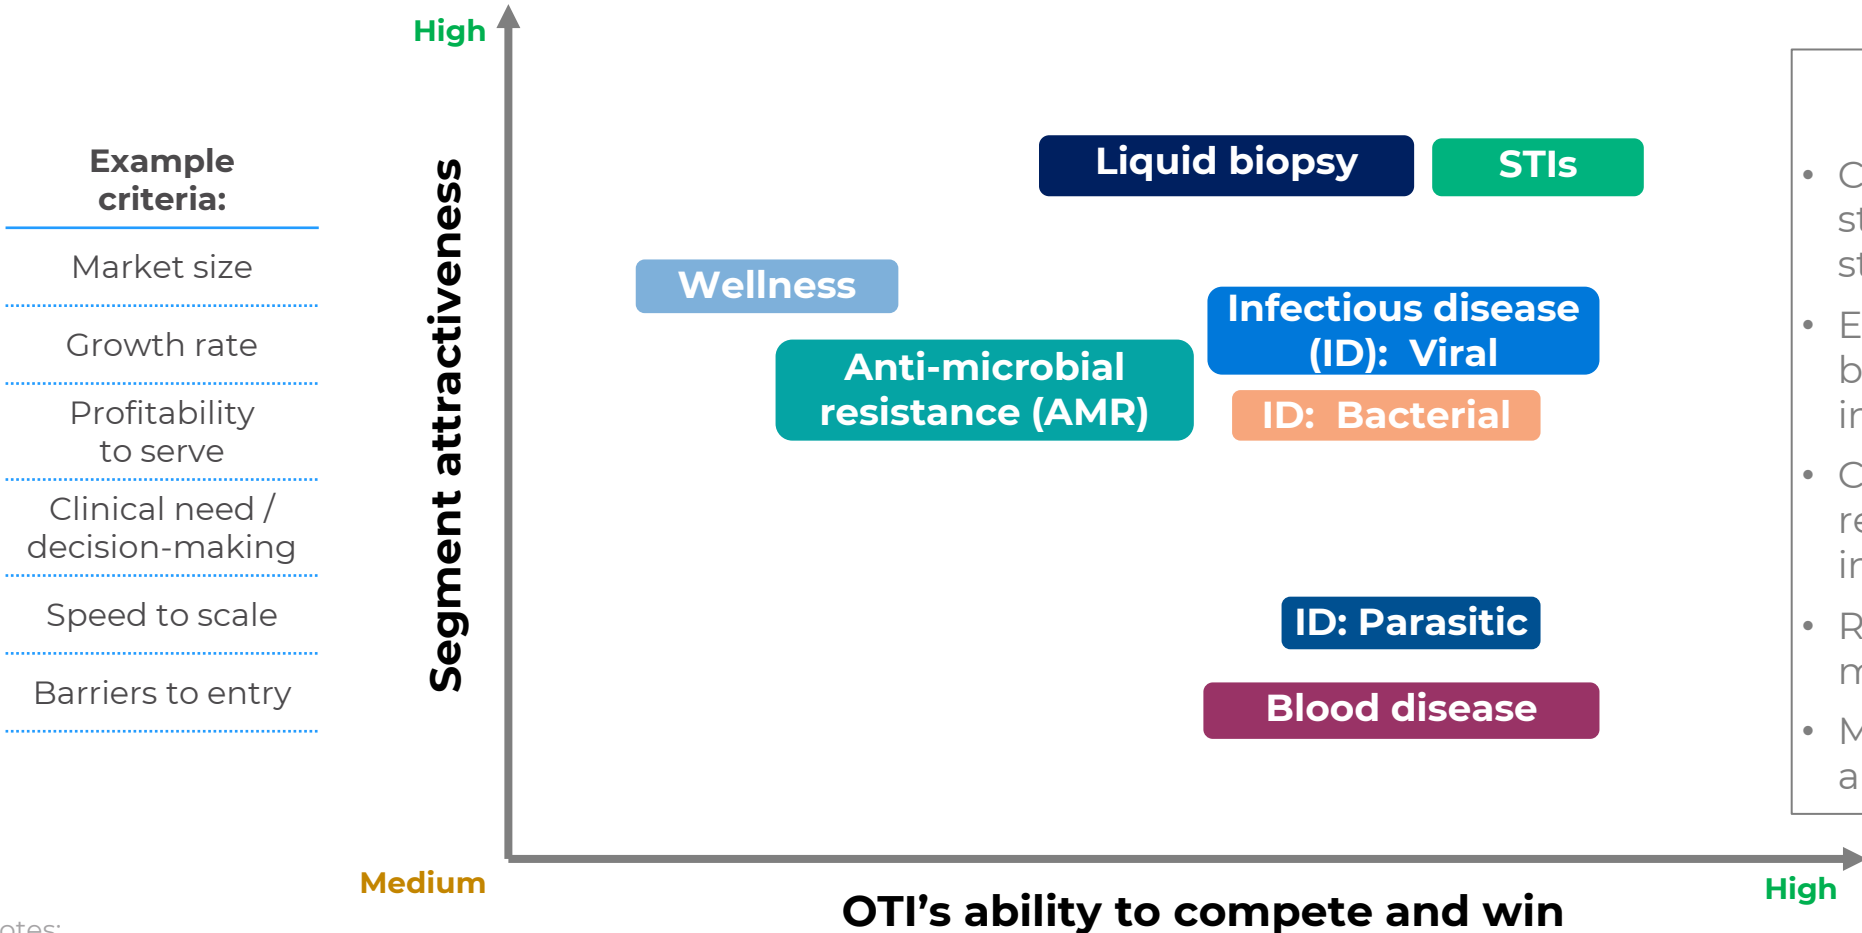 High
Example
criteria:
Market size
Growth rate
Profitability
to serve
Clinical need /
decision-making
Speed to scale
Barriers to entry
Segment attractiveness
Liquid biopsy
STIs
Wellness
Infectious disease
(ID): Viral
Anti-microbial
resistance (AMR)
ID: Bacterial
ID: Parasitic
Blood disease
Medium
High
OTI’s ability to compete and win